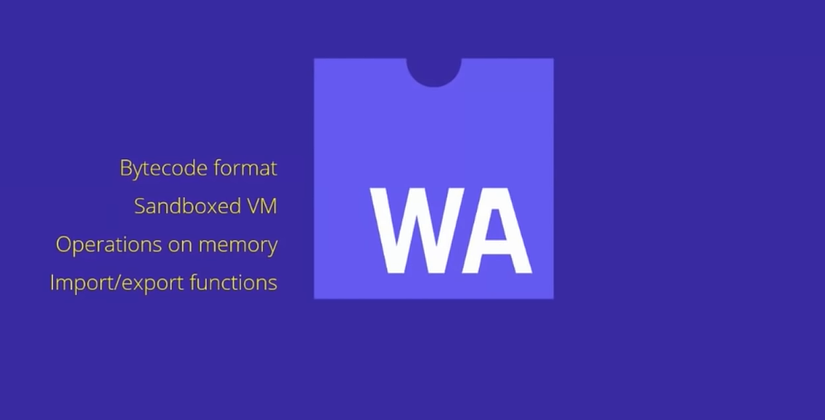 Bytecode format
Sandboxed VM
Operations on memory
Import/export functions
WA